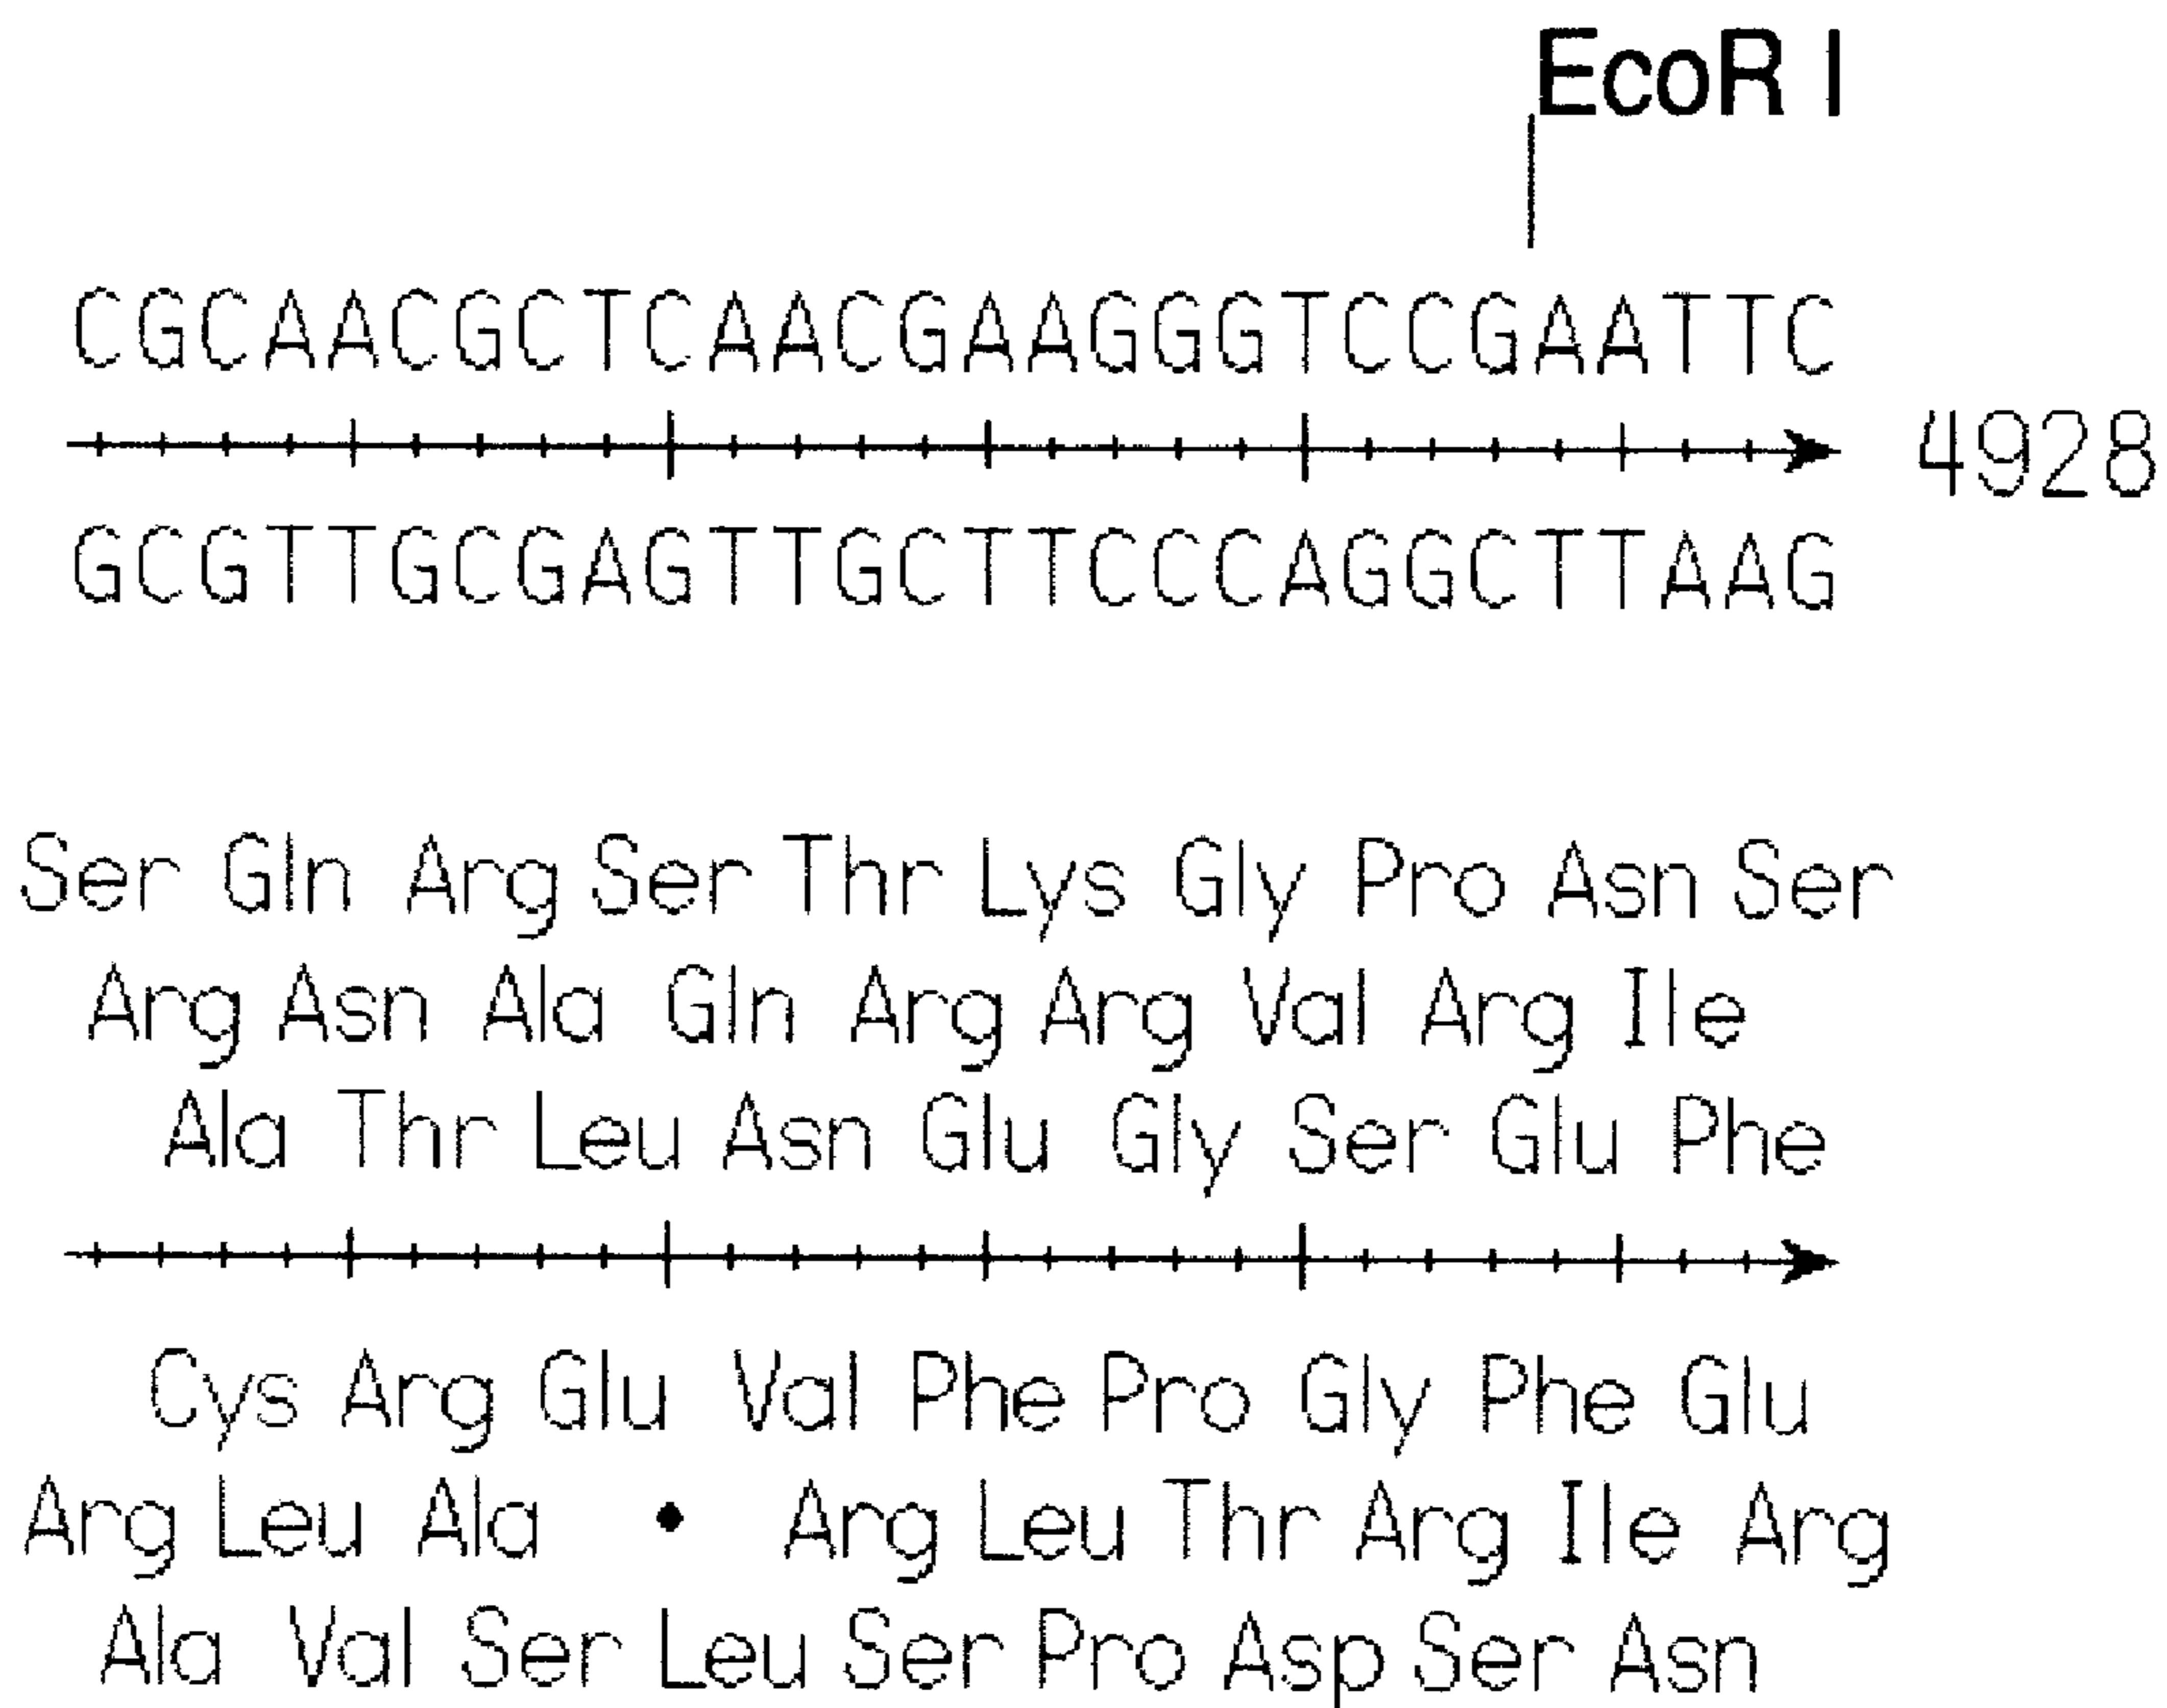 EcoR I
CGCAACGCTCAACGAAGGGTCCGAATTC
4928
GCGTTGCGAGTTGCTTCCCAGGCTTAAG
Ser Gln Arg Ser Thr Lys Gly Pro Asn Ser
Arg Asn Ala Gln Arg Arg Val Arg Ile
Ala Thr Leu Asn Glu Gly Ser Glu Phe
Cys Arg Glu Val Phe Pro Gly Phe Glu
Arg Leu Ala • Arg Leu Thr Arg Ile Arg
Ala Val Ser Leu Ser Pro Asp Ser Asn